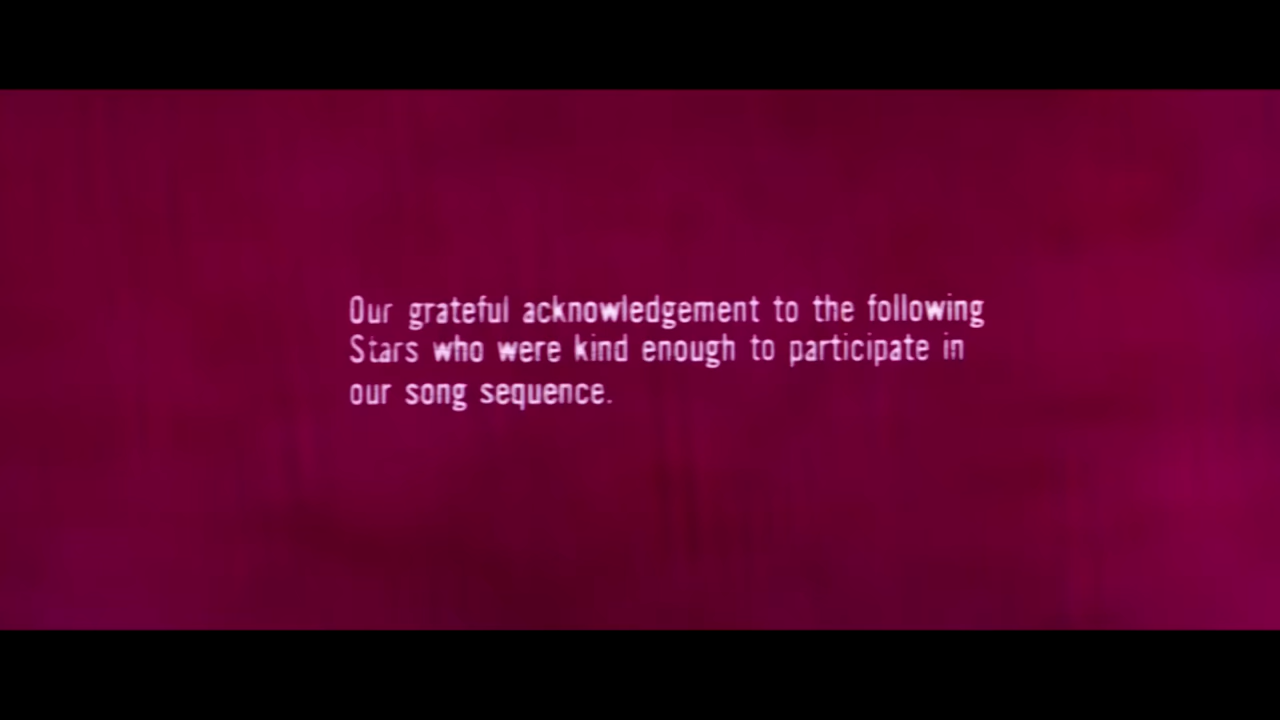 Our grateful acknowledgement to the following
Stars who were kind enough to participate in
our song sequence.